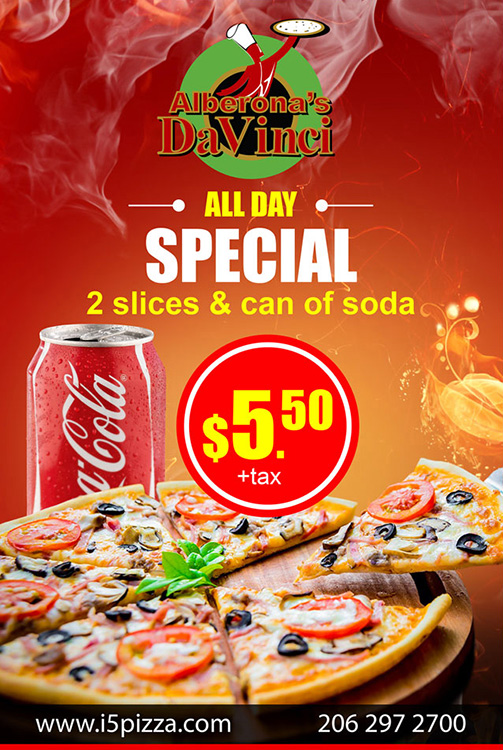 Alberona's
DaVinci
ALL DAY
SPECIAL
2 slices & can of soda
$5.50
+tax
a'Cola
www.i5pizza.com 206 297 2700